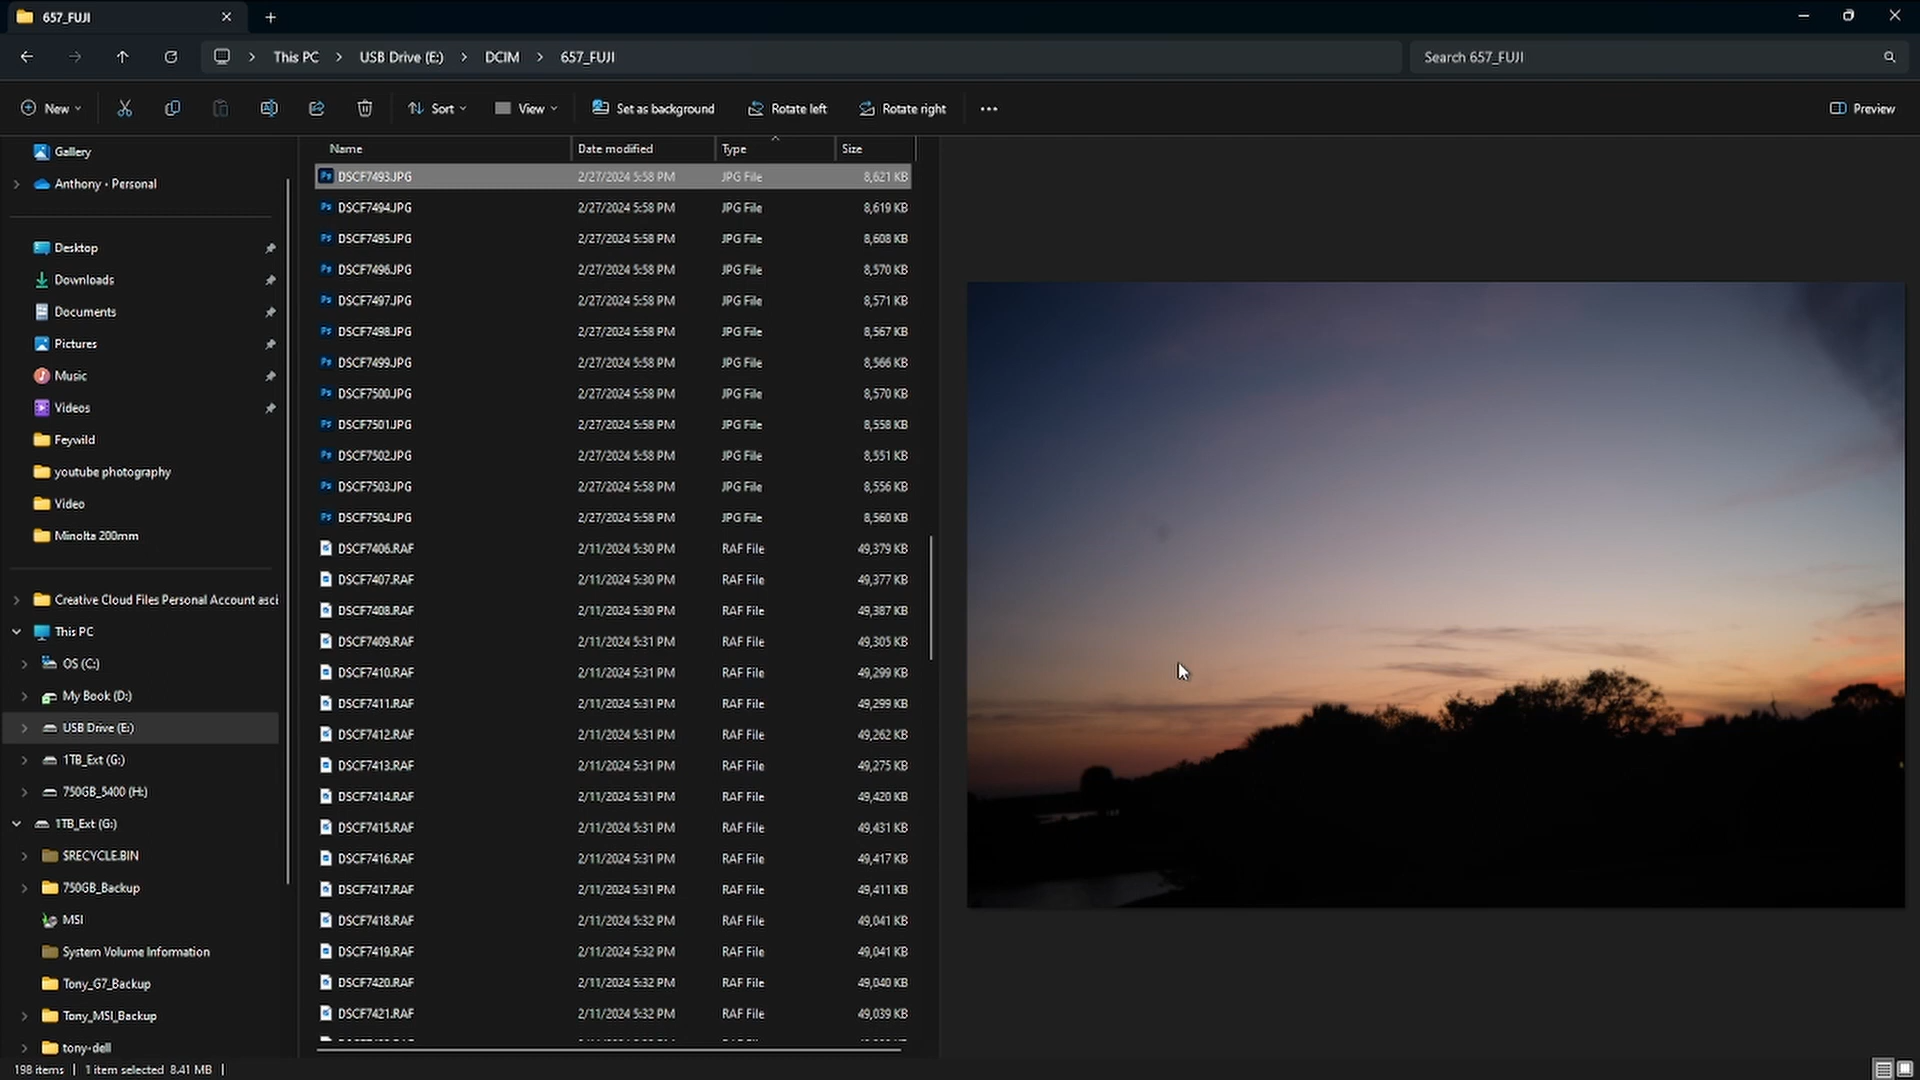 657_FUJI
This PC > USB Drive (E:) > DCIM > 657_FUJI
Search 657_FUJI
New
Sort
View
Set as background
Rotate left
Rotate right
Preview
Gallery
Anthony - Personal
Desktop
Downloads
Documents
Pictures
Music
Videos
Feywild
youtube photography
Video
Minolta 200mm
Creative Cloud Files Personal Account asci
This PC
OS (C:)
My Book (D:)
USB Drive (E:)
1TB_Ext (G:)
750GB_5400 (H:)
1TB_Ext (G:)
$RECYCLE.BIN
750GB_Backup
MSI
System Volume Information
Tony_G7_Backup
Tony_MSI_Backup
tony-dell
Name Date modified Type Size
DSCF7493.JPG 2/27/2024 5:58 PM JPG File 8,621 KB
DSCF7494.JPG 2/27/2024 5:58 PM JPG File 8,619 KB
DSCF7495.JPG 2/27/2024 5:58 PM JPG File 8,608 KB
DSCF7496.JPG 2/27/2024 5:58 PM JPG File 8,570 KB
DSCF7497.JPG 2/27/2024 5:58 PM JPG File 8,571 KB
DSCF7498.JPG 2/27/2024 5:58 PM JPG File 8,567 KB
DSCF7499.JPG 2/27/2024 5:58 PM JPG File 8,566 KB
DSCF7500.JPG 2/27/2024 5:58 PM JPG File 8,570 KB
DSCF7501.JPG 2/27/2024 5:58 PM JPG File 8,558 KB
DSCF7502.JPG 2/27/2024 5:58 PM JPG File 8,551 KB
DSCF7503.JPG 2/27/2024 5:58 PM JPG File 8,556 KB
DSCF7504.JPG 2/27/2024 5:58 PM JPG File 8,560 KB
DSCF7406.RAF 2/11/2024 5:30 PM RAF File 49,379 KB
DSCF7407.RAF 2/11/2024 5:30 PM RAF File 49,377 KB
DSCF7408.RAF 2/11/2024 5:30 PM RAF File 49,387 KB
DSCF7409.RAF 2/11/2024 5:31 PM RAF File 49,305 KB
DSCF7410.RAF 2/11/2024 5:31 PM RAF File 49,299 KB
DSCF7411.RAF 2/11/2024 5:31 PM RAF File 49,299 KB
DSCF7412.RAF 2/11/2024 5:31 PM RAF File 49,262 KB
DSCF7413.RAF 2/11/2024 5:31 PM RAF File 49,275 KB
DSCF7414.RAF 2/11/2024 5:31 PM RAF File 49,420 KB
DSCF7415.RAF 2/11/2024 5:31 PM RAF File 49,431 KB
DSCF7416.RAF 2/11/2024 5:31 PM RAF File 49,417 KB
DSCF7417.RAF 2/11/2024 5:31 PM RAF File 49,411 KB
DSCF7418.RAF 2/11/2024 5:32 PM RAF File 49,041 KB
DSCF7419.RAF 2/11/2024 5:32 PM RAF File 49,041 KB
DSCF7420.RAF 2/11/2024 5:32 PM RAF File 49,040 KB
DSCF7421.RAF 2/11/2024 5:32 PM RAF File 49,039 KB
198 items | 1 item selected 8.41 MB |